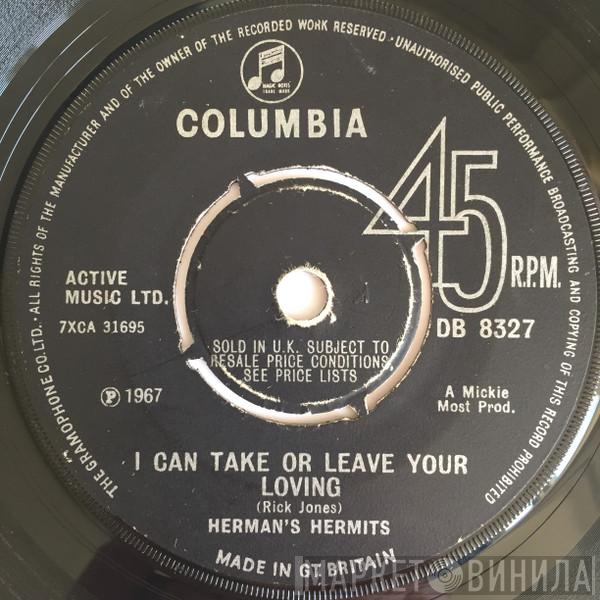 THE GRAMOPHONE CO. LTD. · ALL RIGHTS OF THE MANUFACTURER AND OF THE OWNER OF THE RECORDED WORK RESERVED · UNAUTHORISED PUBLIC PERFORMANCE BROADCASTING AND COPYING OF THIS RECORD PROHIBITED
MAGIC NOTES
TRADE MARK
COLUMBIA
45
R.P.M.
ACTIVE
MUSIC LTD.
7XCA 31695
DB 8327
SOLD IN U.K. SUBJECT TO
RESALE PRICE CONDITIONS,
SEE PRICE LISTS
Ⓟ 1967
A Mickie
Most Prod.
I CAN TAKE OR LEAVE YOUR
LOVING
(Rick Jones)
HERMAN'S HERMITS
MADE IN GT. BRITAIN
МАРКЕТ ВИНИЛА